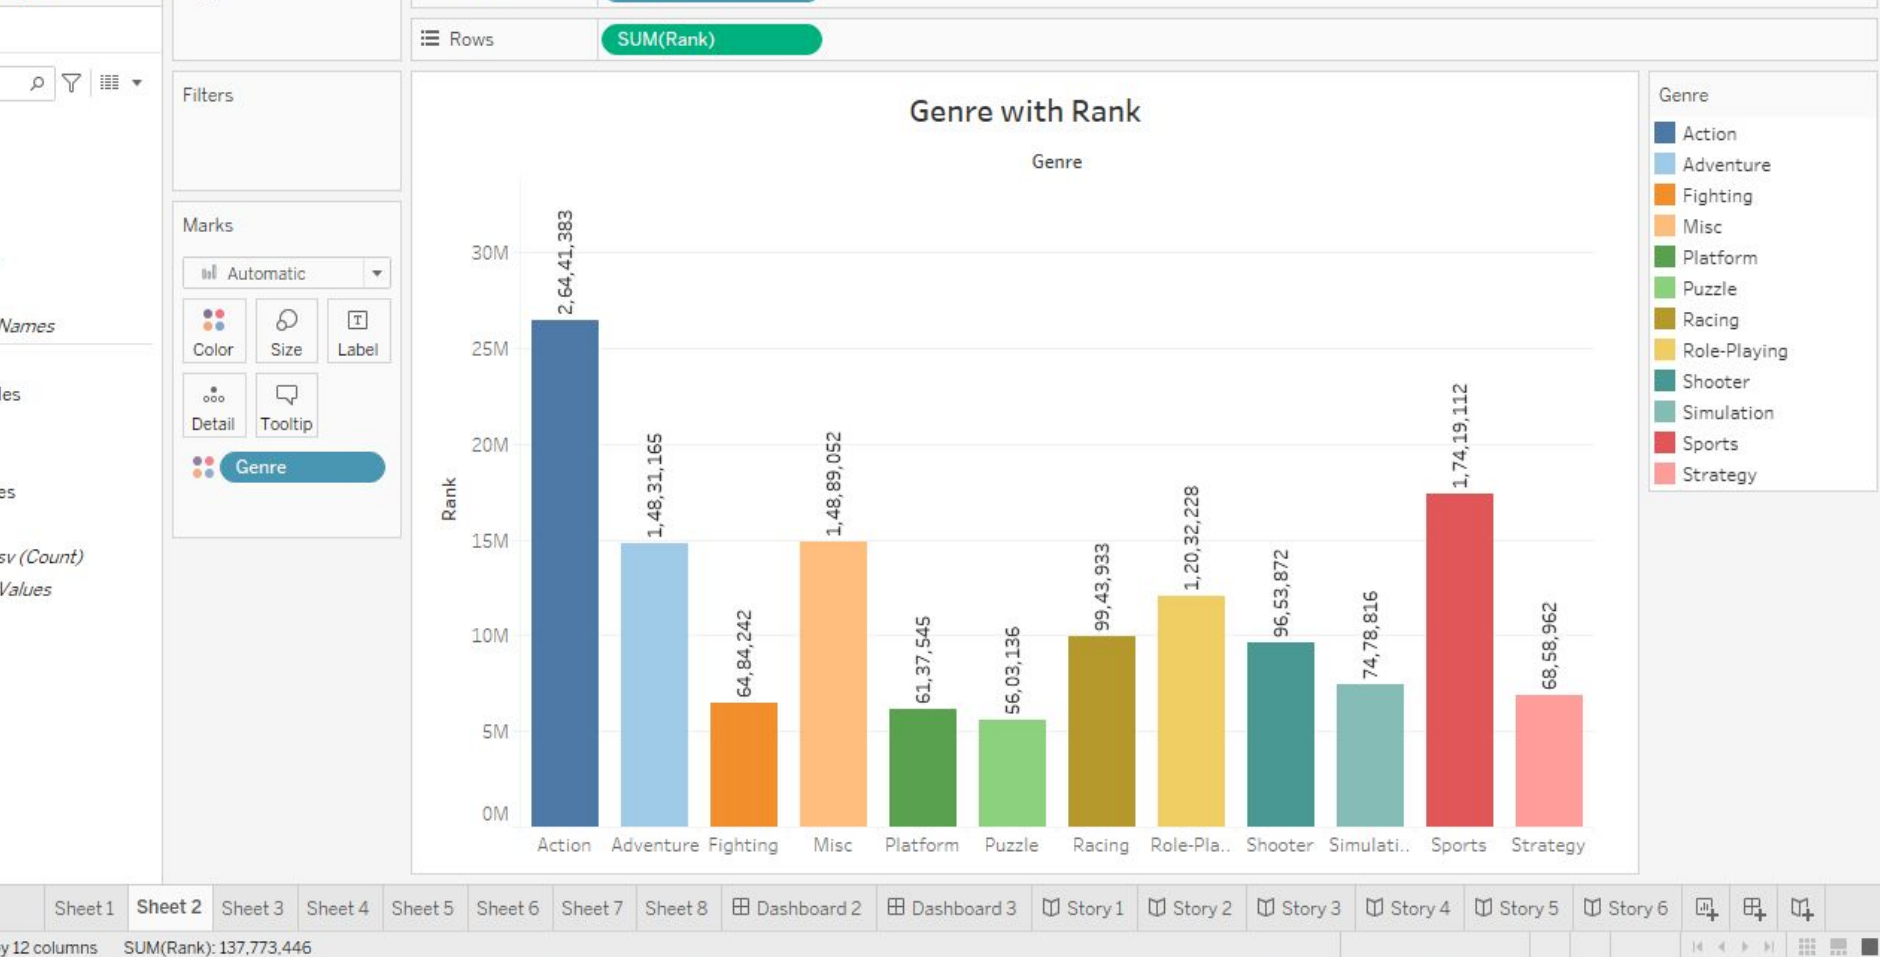 Rows SUM(Rank)
Filters
Marks
Automatic
Color Size Label
Detail Tooltip
Genre
Names
sv (Count)
Values
Genre with Rank
Genre
Rank
30M
25M
20M
15M
10M
5M
0M
2,64,41,383
1,48,31,165
64,84,242
1,48,89,052
61,37,545
56,03,136
99,43,933
1,20,32,228
96,53,872
74,78,816
1,74,19,112
68,58,962
Action Adventure Fighting Misc Platform Puzzle Racing Role-Pla.. Shooter Simulati.. Sports Strategy
Genre
Action
Adventure
Fighting
Misc
Platform
Puzzle
Racing
Role-Playing
Shooter
Simulation
Sports
Strategy
Sheet 1 Sheet 2 Sheet 3 Sheet 4 Sheet 5 Sheet 6 Sheet 7 Sheet 8 Dashboard 2 Dashboard 3 Story 1 Story 2 Story 3 Story 4 Story 5 Story 6
y 12 columns SUM(Rank): 137,773,446